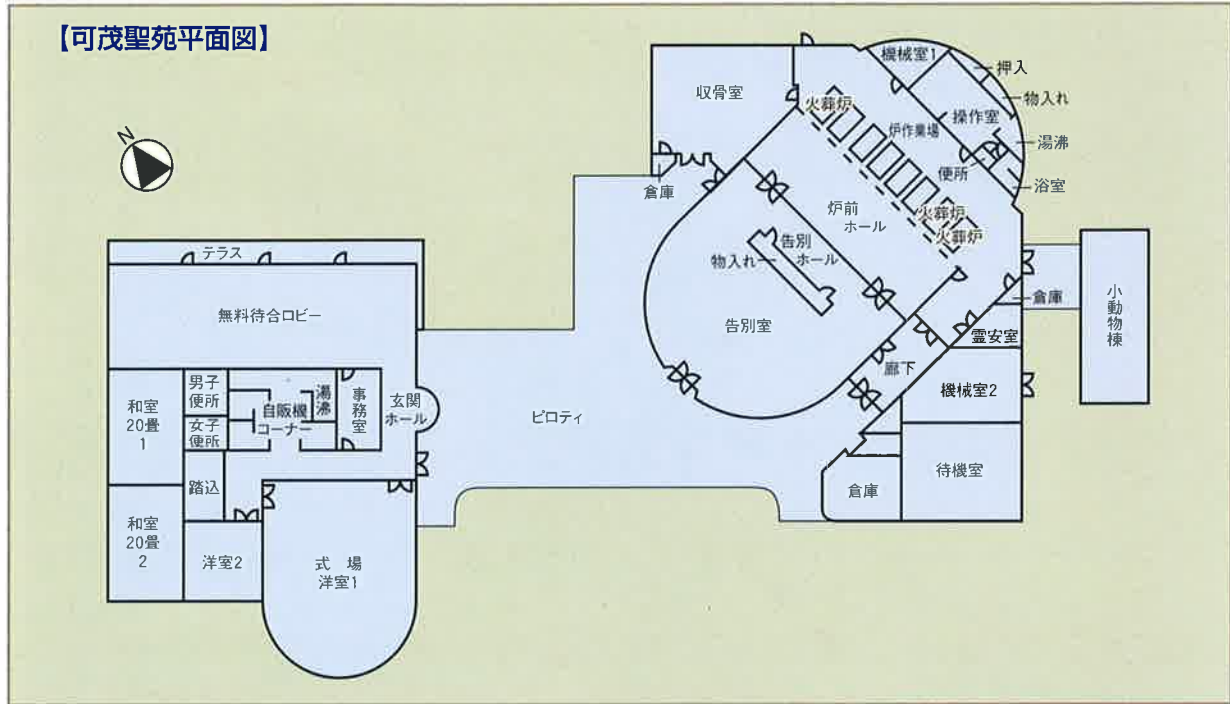 【可茂聖苑平面図】
N
機械室1
押入
物入れ
操作室
湯沸
便所
浴室
収骨室
火葬炉
炉作業場
倉庫
炉前
ホール
火葬炉
火葬炉
告別
ホール
物入れ
告別室
倉庫
霊安室
小動物棟
廊下
機械室2
待機室
倉庫
テラス
無料待合ロビー
和室
20畳
1
男子
便所
女子
便所
自販機
コーナー
湯沸
事務室
玄関
ホール
ピロティ
踏込
和室
20畳
2
洋室2
式 場
洋室1